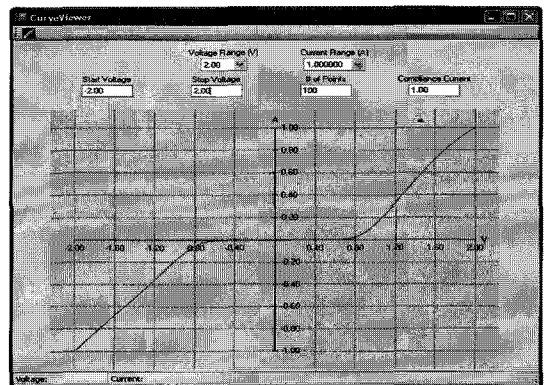 CurveViewer
Voltage Range (V) Current Range (A)
2.00 1.000000
Start Voltage Stop Voltage # of Points Compliance Current
-2.00 2.00 100 1.00
A
1.00
0.80
0.60
0.40
0.20
-2.00 -1.60 -1.20 -0.80 -0.40 0.40 0.80 1.20 1.60 2.00 V
-0.20
-0.40
-0.60
-0.80
-1.00
Voltage: Current: